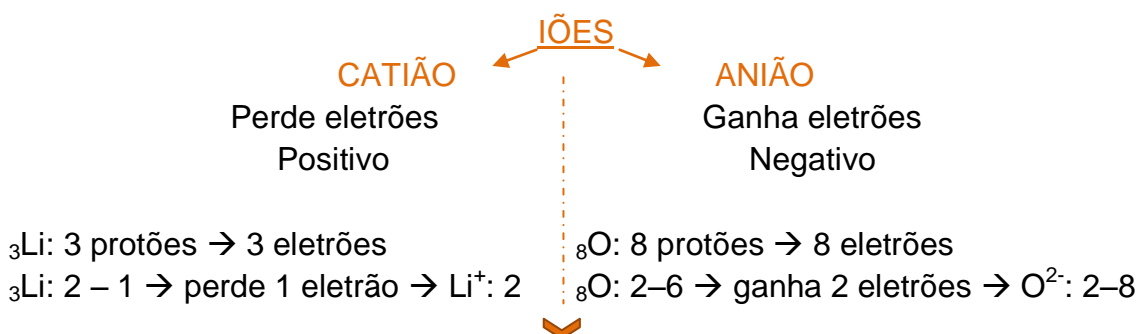 IÕES
CATIÃO
Perde eletrões
Positivo
₃Li: 3 protões → 3 eletrões
₃Li: 2 – 1 → perde 1 eletrão → Li⁺: 2
ANIÃO
Ganha eletrões
Negativo
₈O: 8 protões → 8 eletrões
₈O: 2–6 → ganha 2 eletrões → O²⁻: 2–8